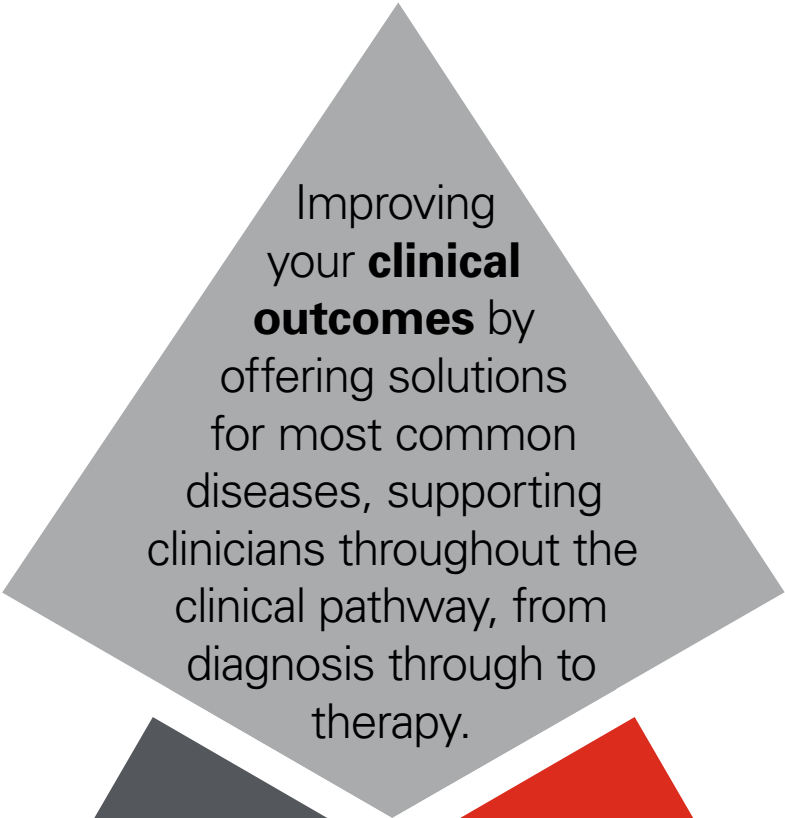 Improving
your clinical
outcomes by
offering solutions
for most common
diseases, supporting
clinicians throughout the
clinical pathway, from
diagnosis through to
therapy.